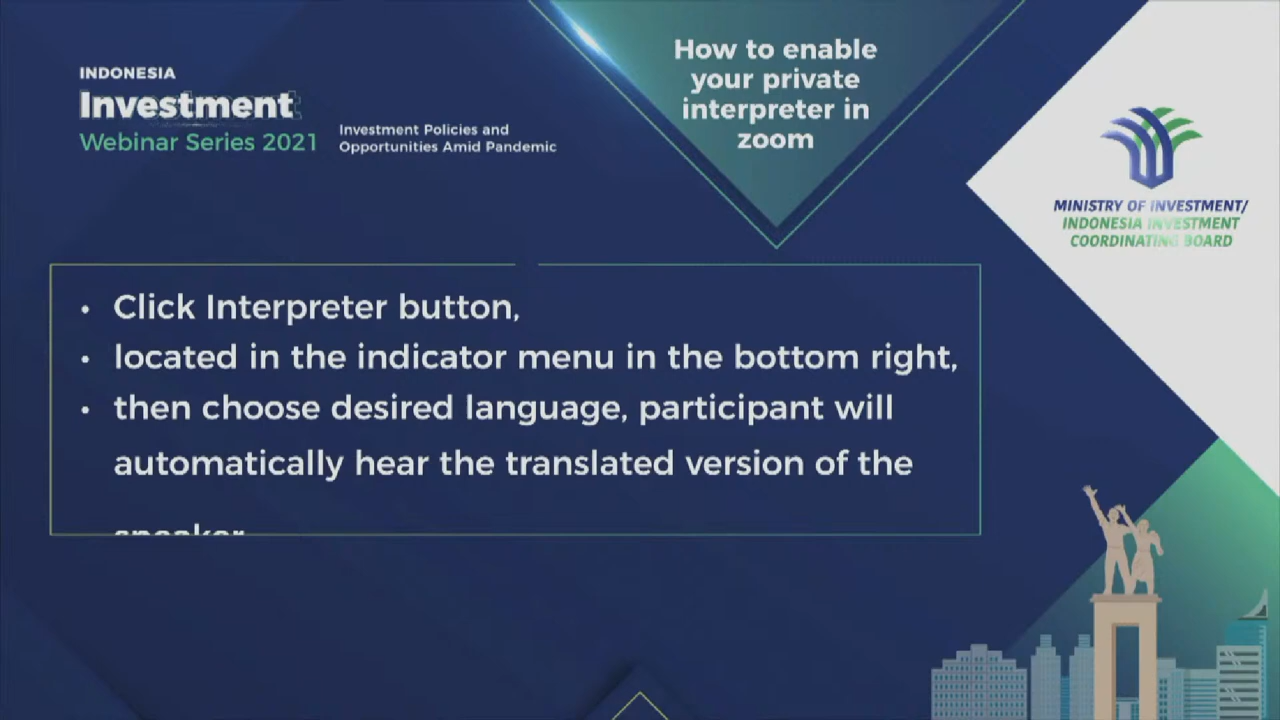 INDONESIA
Investment
Webinar Series 2021
Investment Policies and
Opportunities Amid Pandemic
How to enable
your private
interpreter in
zoom
MINISTRY OF INVESTMENT/
INDONESIA INVESTMENT
COORDINATING BOARD
• Click Interpreter button,
• located in the indicator menu in the bottom right,
• then choose desired language, participant will
automatically hear the translated version of the
speaker